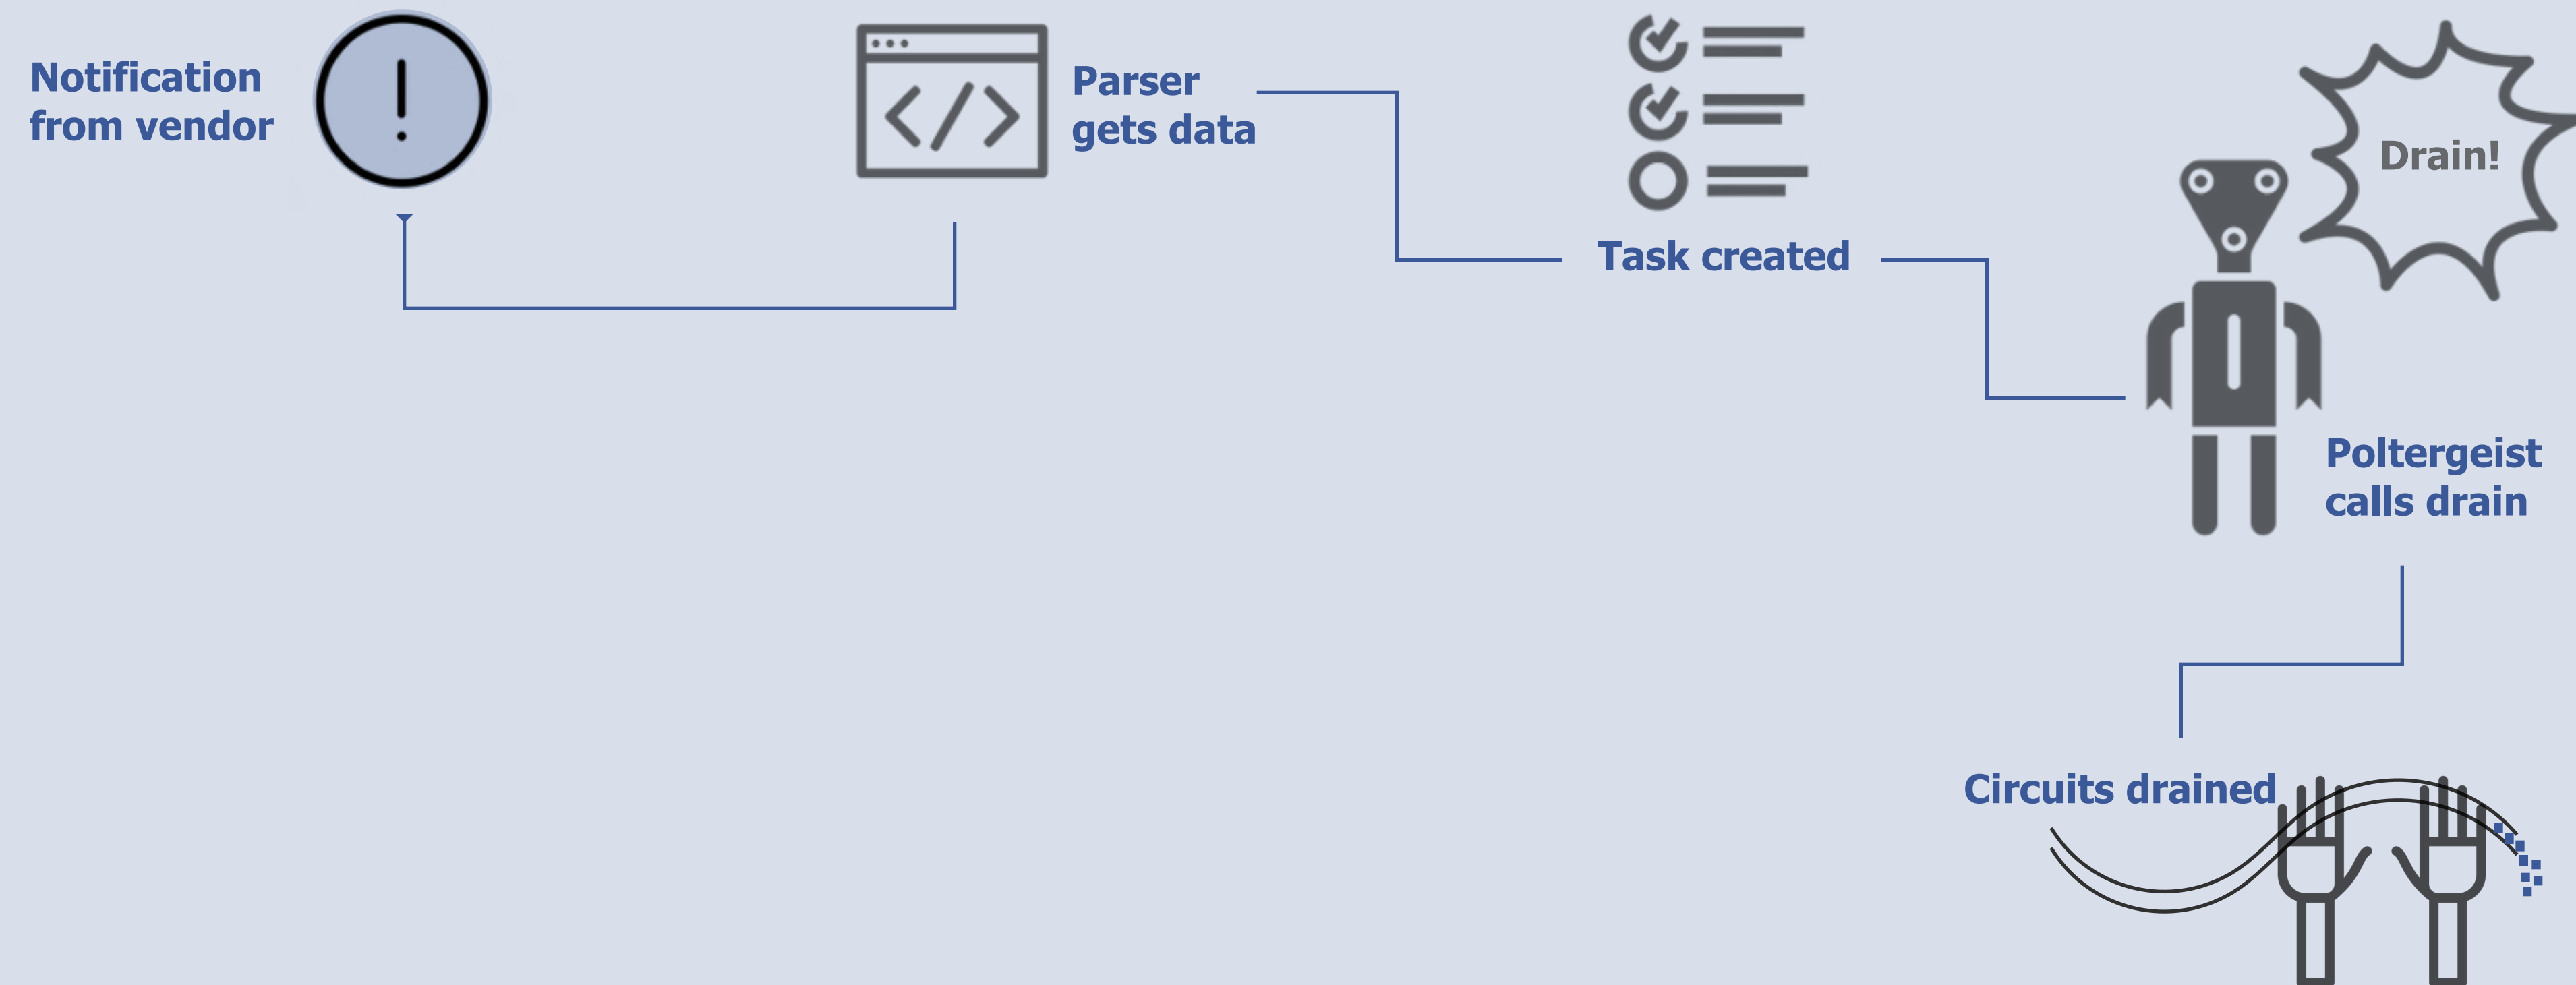 Notification
from vendor
Parser
gets data
Task created
Drain!
Poltergeist
calls drain
Circuits drained